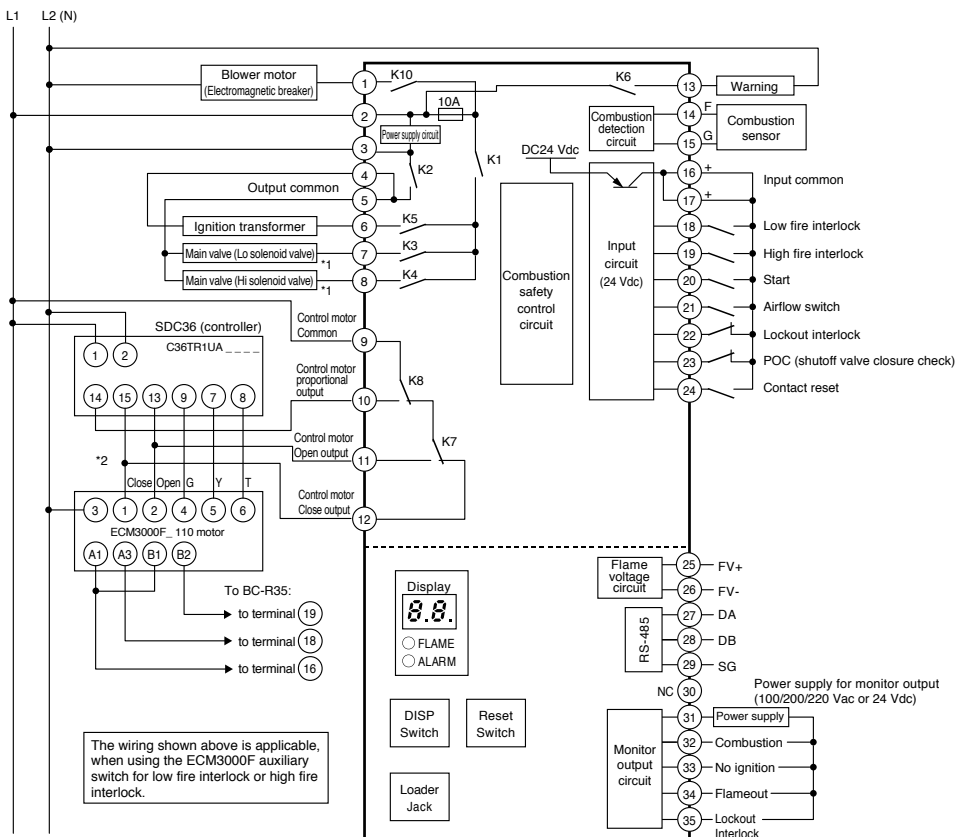 L1 L2 (N)
Blower motor
(Electromagnetic breaker)
1
K10
K6
13
Warning
2
10A
Power supply circuit
3
K2
K1
4
Output common
5
Ignition transformer
6
K5
Main valve (Lo solenoid valve)
*1
7
K3
Main valve (Hi solenoid valve)
*1
8
K4
Combustion
detection
circuit
14
F
15
G
Combustion
sensor
DC24 Vdc
Combustion
safety
control
circuit
Input
circuit
(24 Vdc)
16
+
17
+
Input common
18
Low fire interlock
19
High fire interlock
20
Start
21
Airflow switch
22
Lockout interlock
23
POC (shutoff valve closure check)
24
Contact reset
SDC36 (controller)
C36TR1UA _ _ _ _
1 2
14 15 13 9 7 8
Control motor
Common
9
Control motor
proportional
output
10
K8
Control motor
Open output
11
K7
Control motor
Close output
12
*2
Close Open G Y T
3 1 2 4 5 6
ECM3000F_ 110 motor
A1 A3 B1 B2
To BC-R35:
to terminal 19
to terminal 18
to terminal 16
The wiring shown above is applicable,
when using the ECM3000F auxiliary
switch for low fire interlock or high fire
interlock.
Display
8.8.
FLAME
ALARM
DISP
Switch
Reset
Switch
Loader
Jack
Flame
voltage
circuit
25
FV+
26
FV-
RS-485
27
DA
28
DB
29
SG
NC 30
Power supply for monitor output
(100/200/220 Vac or 24 Vdc)
Monitor
output
circuit
31
Power supply
32
Combustion
33
No ignition
34
Flameout
35
Lockout
Interlock